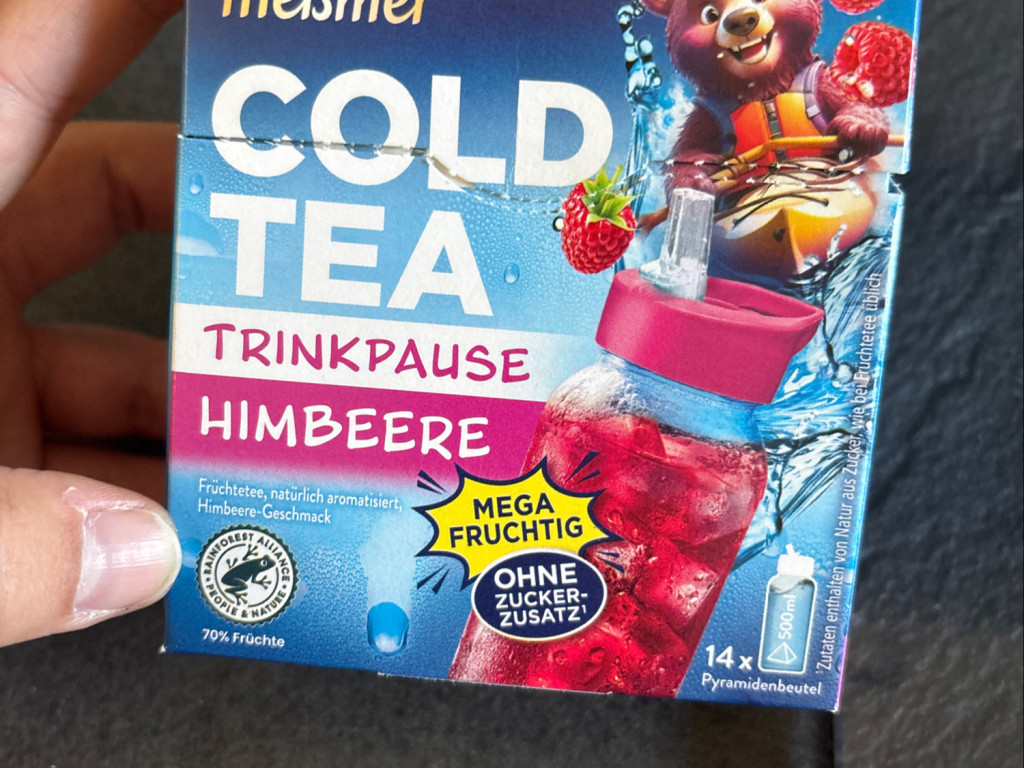 Meßmer
COLD
TEA
TRINKPAUSE
HIMBEERE
Früchtetee, natürlich aromatisiert,
Himbeere-Geschmack
RAINFOREST ALLIANCE
PEOPLE & NATURE
70% Früchte
MEGA
FRUCHTIG
OHNE
ZUCKER-
ZUSATZ¹
14 x
500ml
Pyramidenbeutel
¹Zutaten enthalten von Natur aus Zucker, wie bei Früchtetee üblich